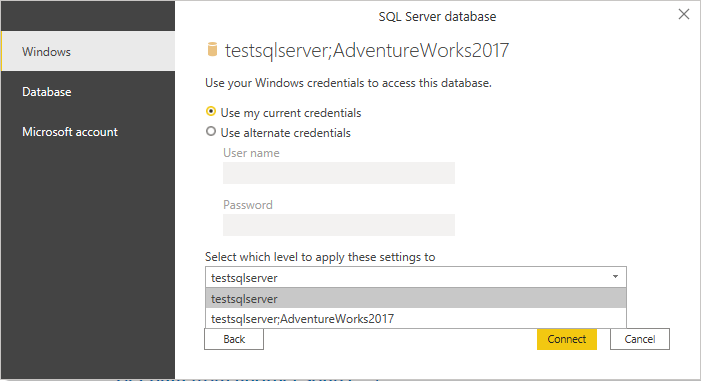 SQL Server database
Windows
Database
Microsoft account
testsqlserver;AdventureWorks2017
Use your Windows credentials to access this database.
Use my current credentials
Use alternate credentials
User name
Password
Select which level to apply these settings to
testsqlserver
testsqlserver
testsqlserver;AdventureWorks2017
Back
Connect
Cancel